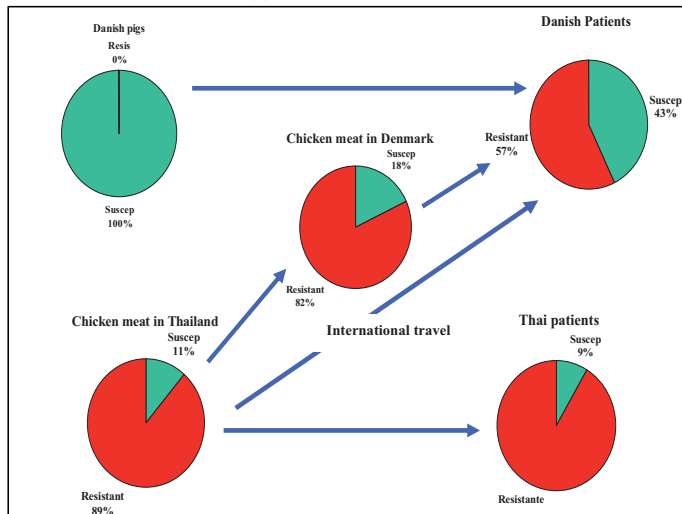 Danish pigs
Resis
0%
Suscep
100%
Danish Patients
Suscep
43%
Resistant
57%
Chicken meat in Denmark
Suscep
18%
Resistant
82%
Chicken meat in Thailand
Suscep
11%
Resistant
89%
International travel
Thai patients
Suscep
9%
Resistante